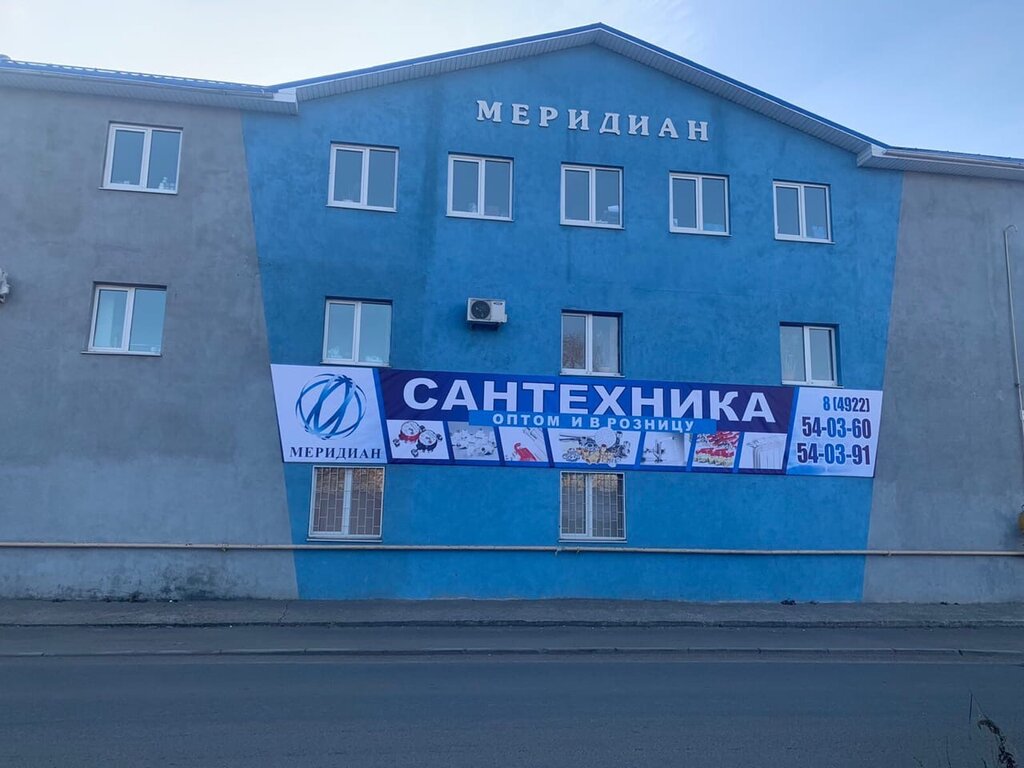 МЕРИДИАН
МЕРИДИАН
САНТЕХНИКА
ОПТОМ И В РОЗНИЦУ
8 (4922)
54-03-60
54-03-91